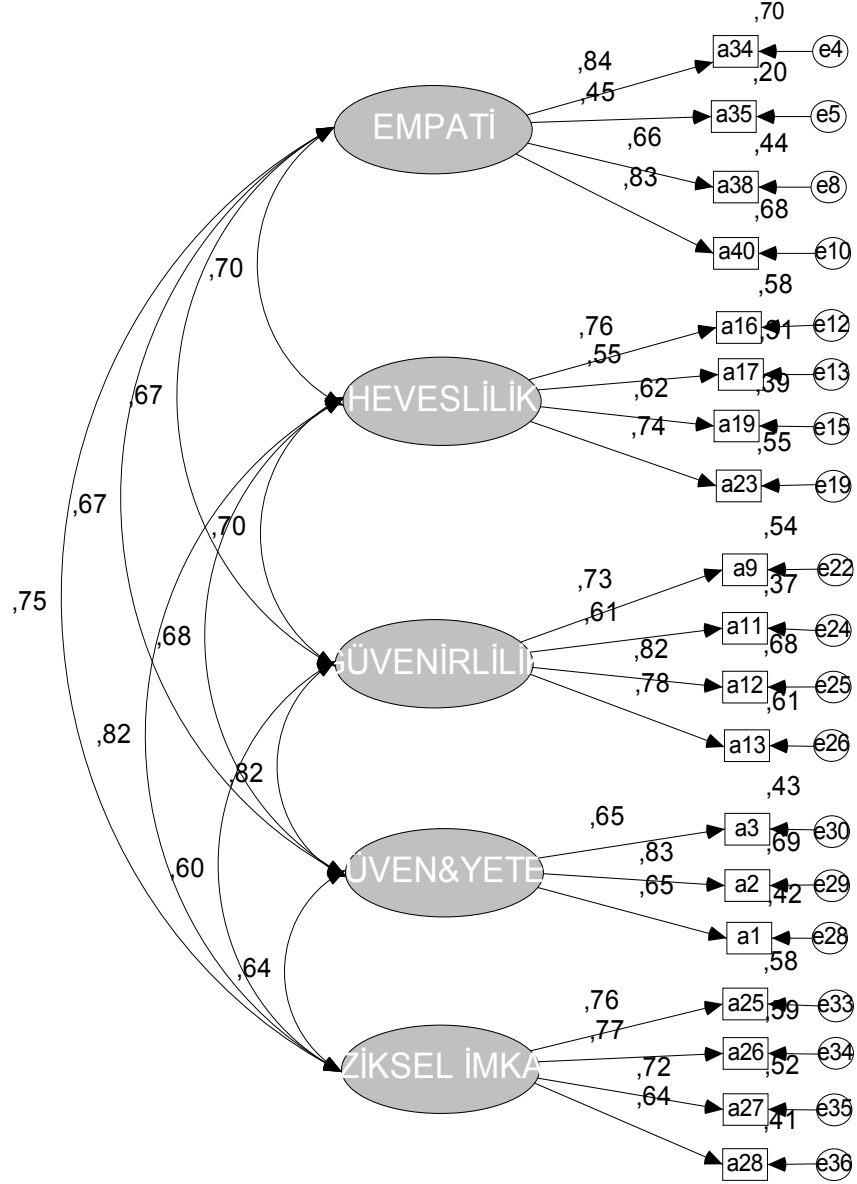 ,70
a34
e4
,84
,20
EMPATİ
,45
a35
e5
,66
,44
a38
e8
,83
,68
a40
e10
,70
,58
,76
a16
e12
,31
HEVESLİLİK
,55
a17
e13
,39
,62
a19
e15
,74
,55
a23
e19
,67
,67
,70
,54
,73
a9
e22
,37
,75
,61
a11
e24
,68
GÜVENİRLİLİK
,82
a12
e25
,68
,78
,61
a13
e26
,82
,82
,43
,65
a3
e30
,69
ÜVEN&YETE
,83
a2
e29
,60
,65
,42
a1
e28
,64
,58
,76
a25
e33
,59
ZİKSEL İMKA
,77
a26
e34
,72
,52
a27
e35
,64
,41
a28
e36